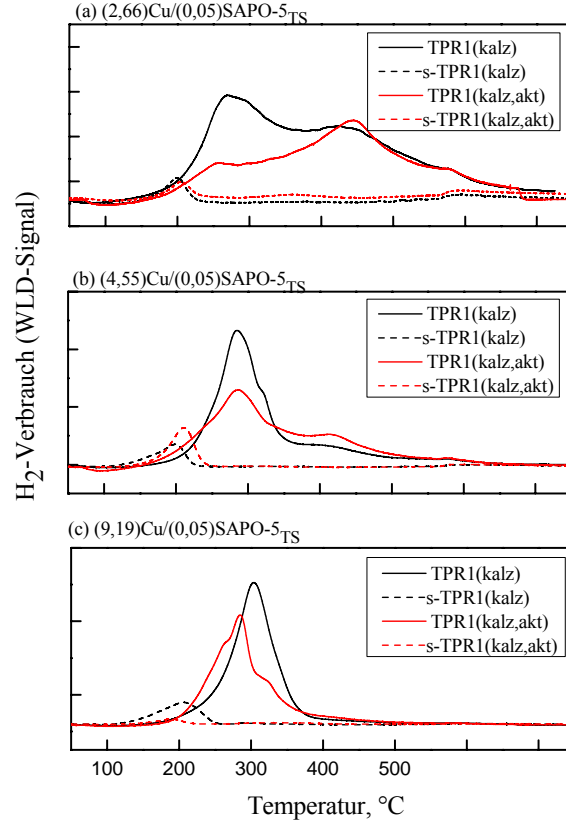 (a) (2,66)Cu/(0,05)SAPO-5TS
TPR1(kalz)
s-TPR1(kalz)
TPR1(kalz,akt)
s-TPR1(kalz,akt)
(b) (4,55)Cu/(0,05)SAPO-5TS
TPR1(kalz)
s-TPR1(kalz)
TPR1(kalz,akt)
s-TPR1(kalz,akt)
H2-Verbrauch (WLD-Signal)
(c) (9,19)Cu/(0,05)SAPO-5TS
TPR1(kalz)
s-TPR1(kalz)
TPR1(kalz,akt)
s-TPR1(kalz,akt)
100 200 300 400 500
Temperatur, °C